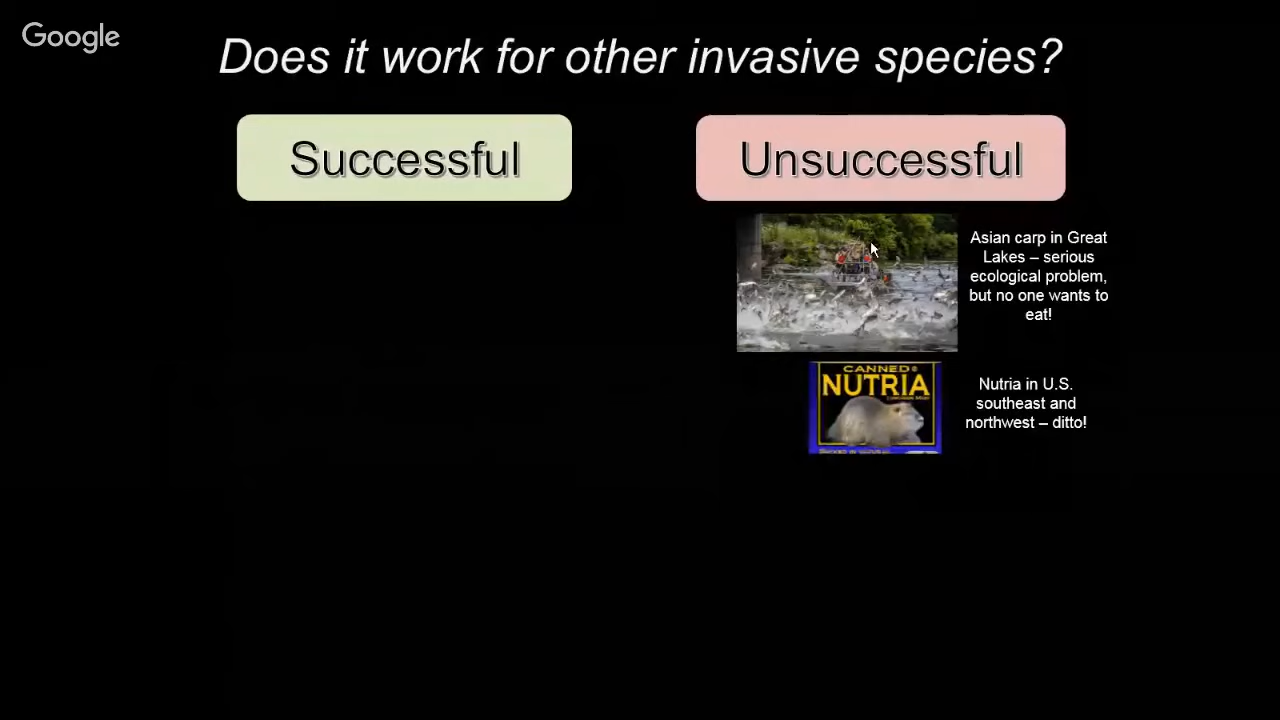 Google
Does it work for other invasive species?
Successful
Unsuccessful
Asian carp in Great
Lakes – serious
ecological problem,
but no one wants to
eat!
CANNED
NUTRIA
Nutria in U.S.
southeast and
northwest – ditto!